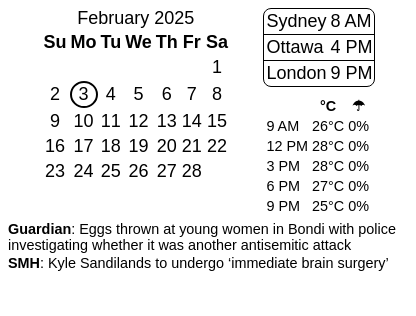 February 2025
Su Mo Tu We Th Fr Sa
1
2 3 4 5 6 7 8
9 10 11 12 13 14 15
16 17 18 19 20 21 22
23 24 25 26 27 28
Sydney 8 AM
Ottawa 4 PM
London 9 PM
°C ☂
9 AM 26°C 0%
12 PM 28°C 0%
3 PM 28°C 0%
6 PM 27°C 0%
9 PM 25°C 0%
Guardian: Eggs thrown at young women in Bondi with police
investigating whether it was another antisemitic attack
SMH: Kyle Sandilands to undergo ‘immediate brain surgery’